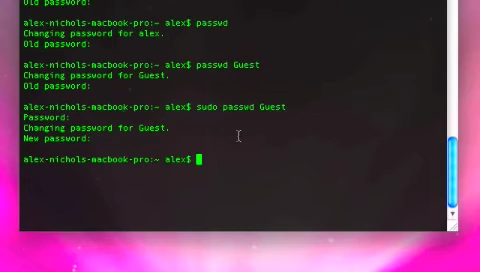 Old password:
alex-nichols-macbook-pro:~ alex$ passwd
Changing password for alex.
Old password:
alex-nichols-macbook-pro:~ alex$ passwd Guest
Changing password for Guest.
Old password:
alex-nichols-macbook-pro:~ alex$ sudo passwd Guest
Password:
Changing password for Guest.
New password:
alex-nichols-macbook-pro:~ alex$